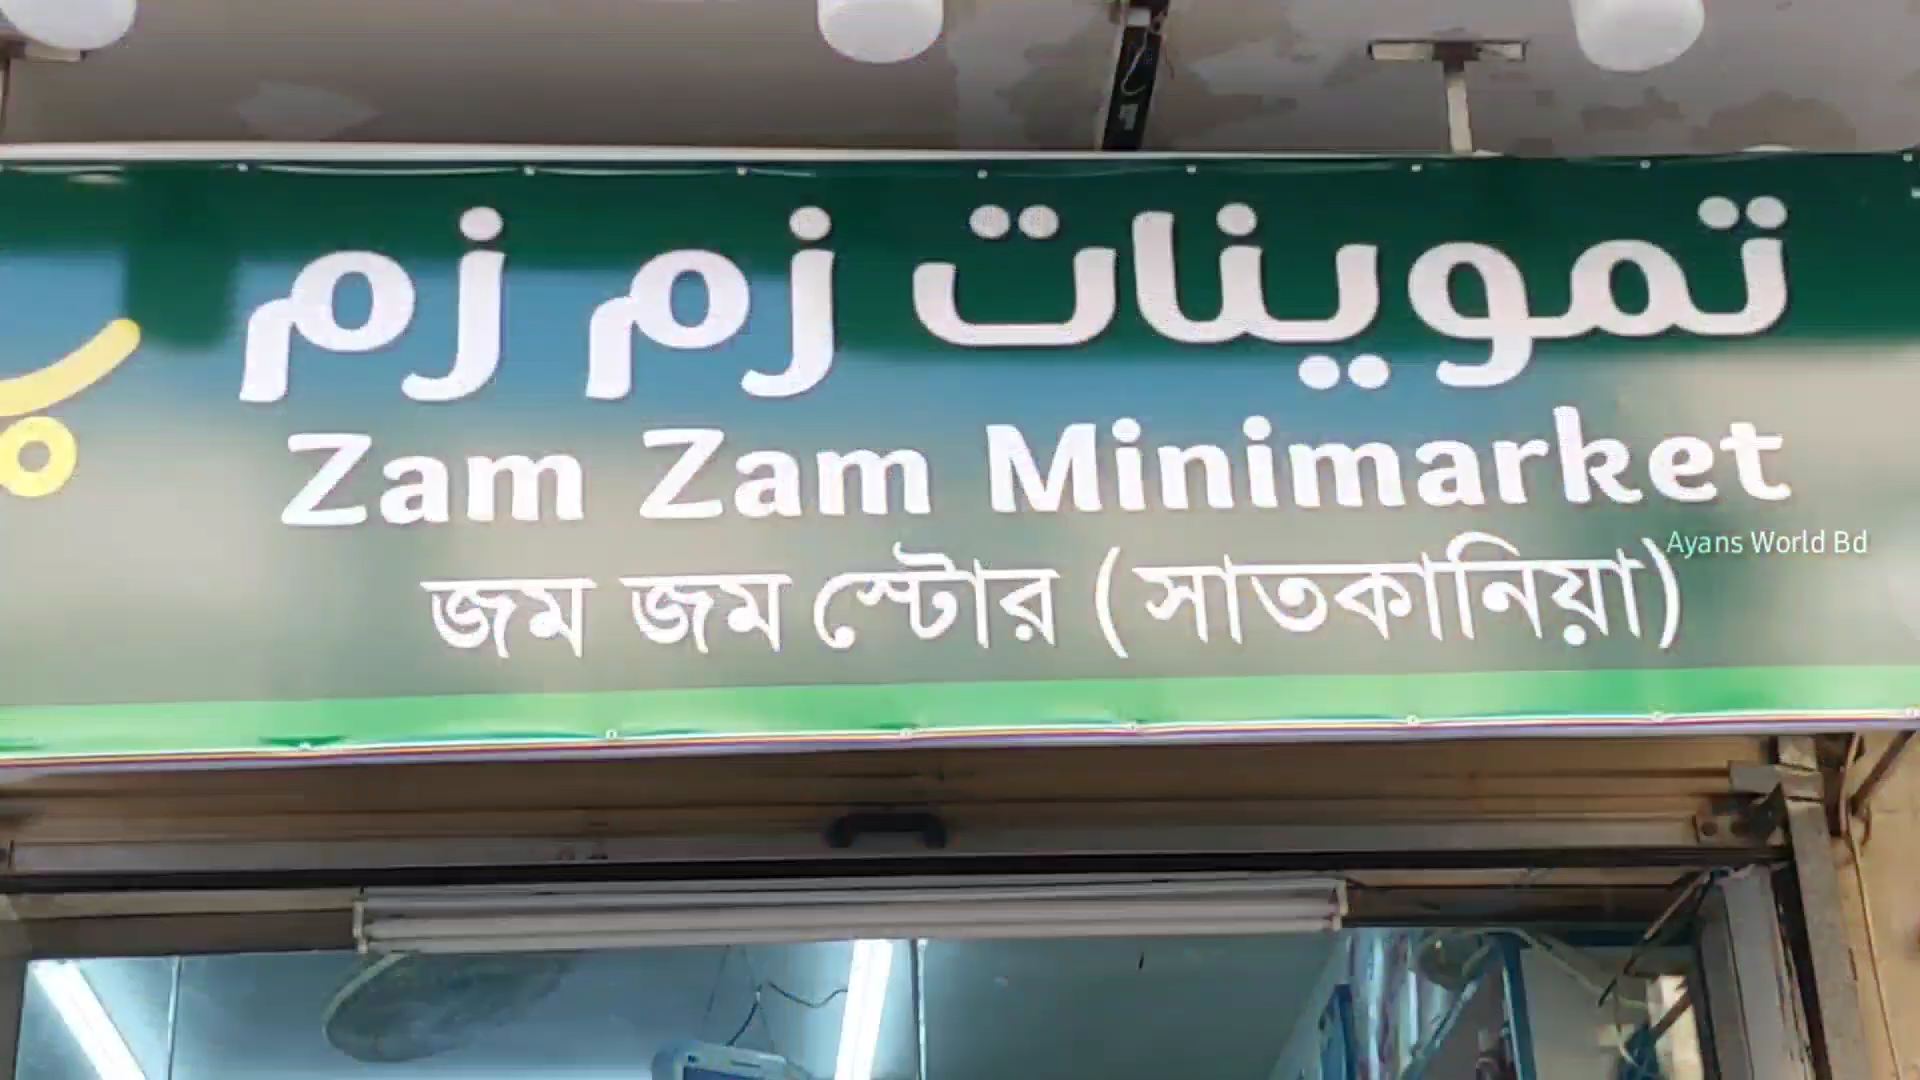 تموينات زم زم
Zam Zam Minimarket
জম জম স্টোর (সাতকানিয়া)
Ayans World Bd